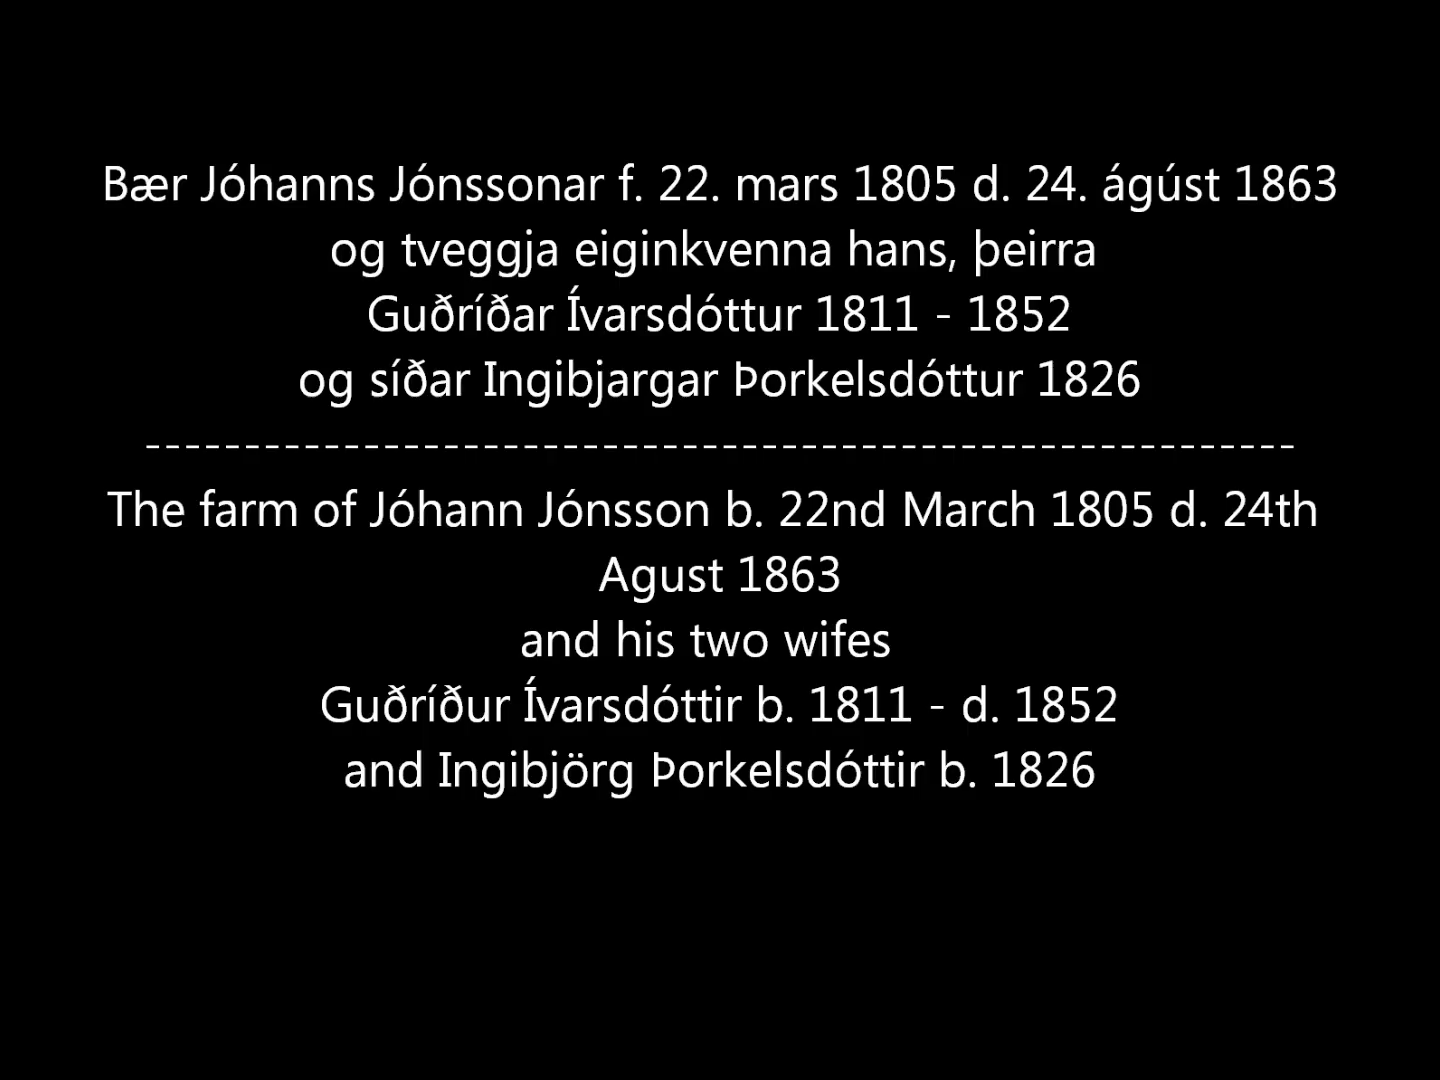 Bær Jóhanns Jónssonar f. 22. mars 1805 d. 24. ágúst 1863
og tveggja eiginkvenna hans, þeirra
Guðríðar Ívarsdóttur 1811 - 1852
og síðar Ingibjargar Þorkelsdóttur 1826
----------------------------------------------------------
The farm of Jóhann Jónsson b. 22nd March 1805 d. 24th
Agust 1863
and his two wifes
Guðríður Ívarsdóttir b. 1811 - d. 1852
and Ingibjörg Þorkelsdóttir b. 1826